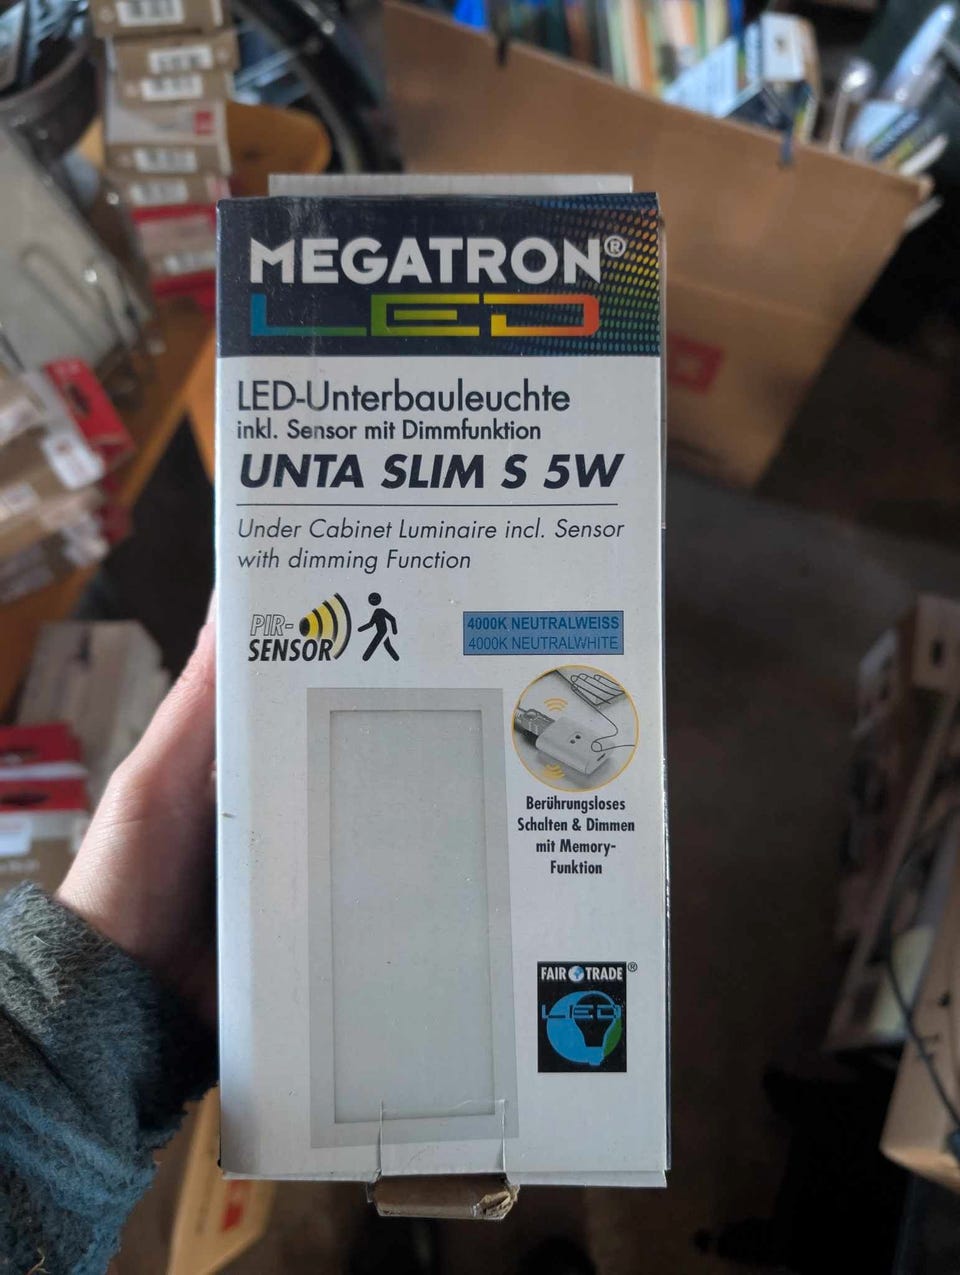 MEGATRON®
LED
LED-Unterbauleuchte
inkl. Sensor mit Dimmfunktion
UNTA SLIM S 5W
Under Cabinet Luminaire incl. Sensor
with dimming Function
PIR-
SENSOR
4000K NEUTRALWEISS
4000K NEUTRALWHITE
Berührungsloses
Schalten & Dimmen
mit Memory-
Funktion
FAIR TRADE®
LED